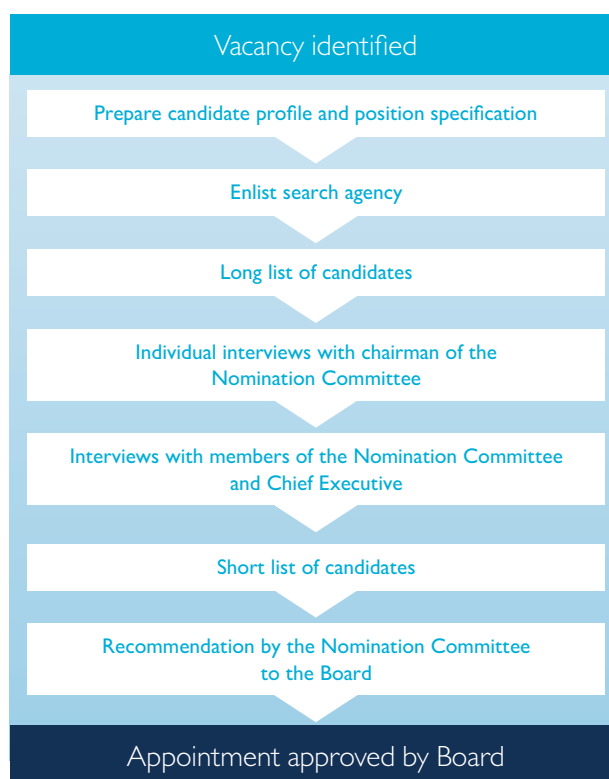 Vacancy identified
Prepare candidate profile and position specification
Enlist search agency
Long list of candidates
Individual interviews with chairman of the
Nomination Committee
Interviews with members of the Nomination Committee
and Chief Executive
Short list of candidates
Recommendation by the Nomination Committee
to the Board
Appointment approved by Board